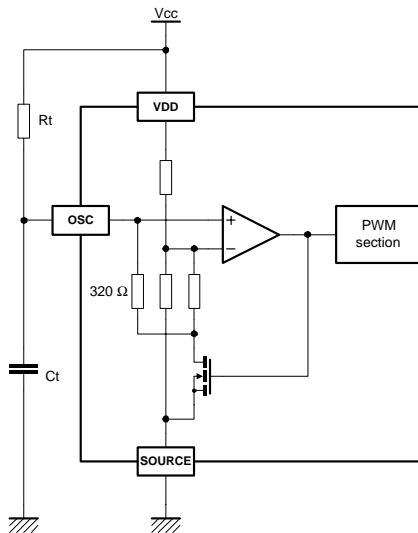 Vcc
VDD
Rt
OSC
+
−
PWM
section
320 Ω
Ct
SOURCE